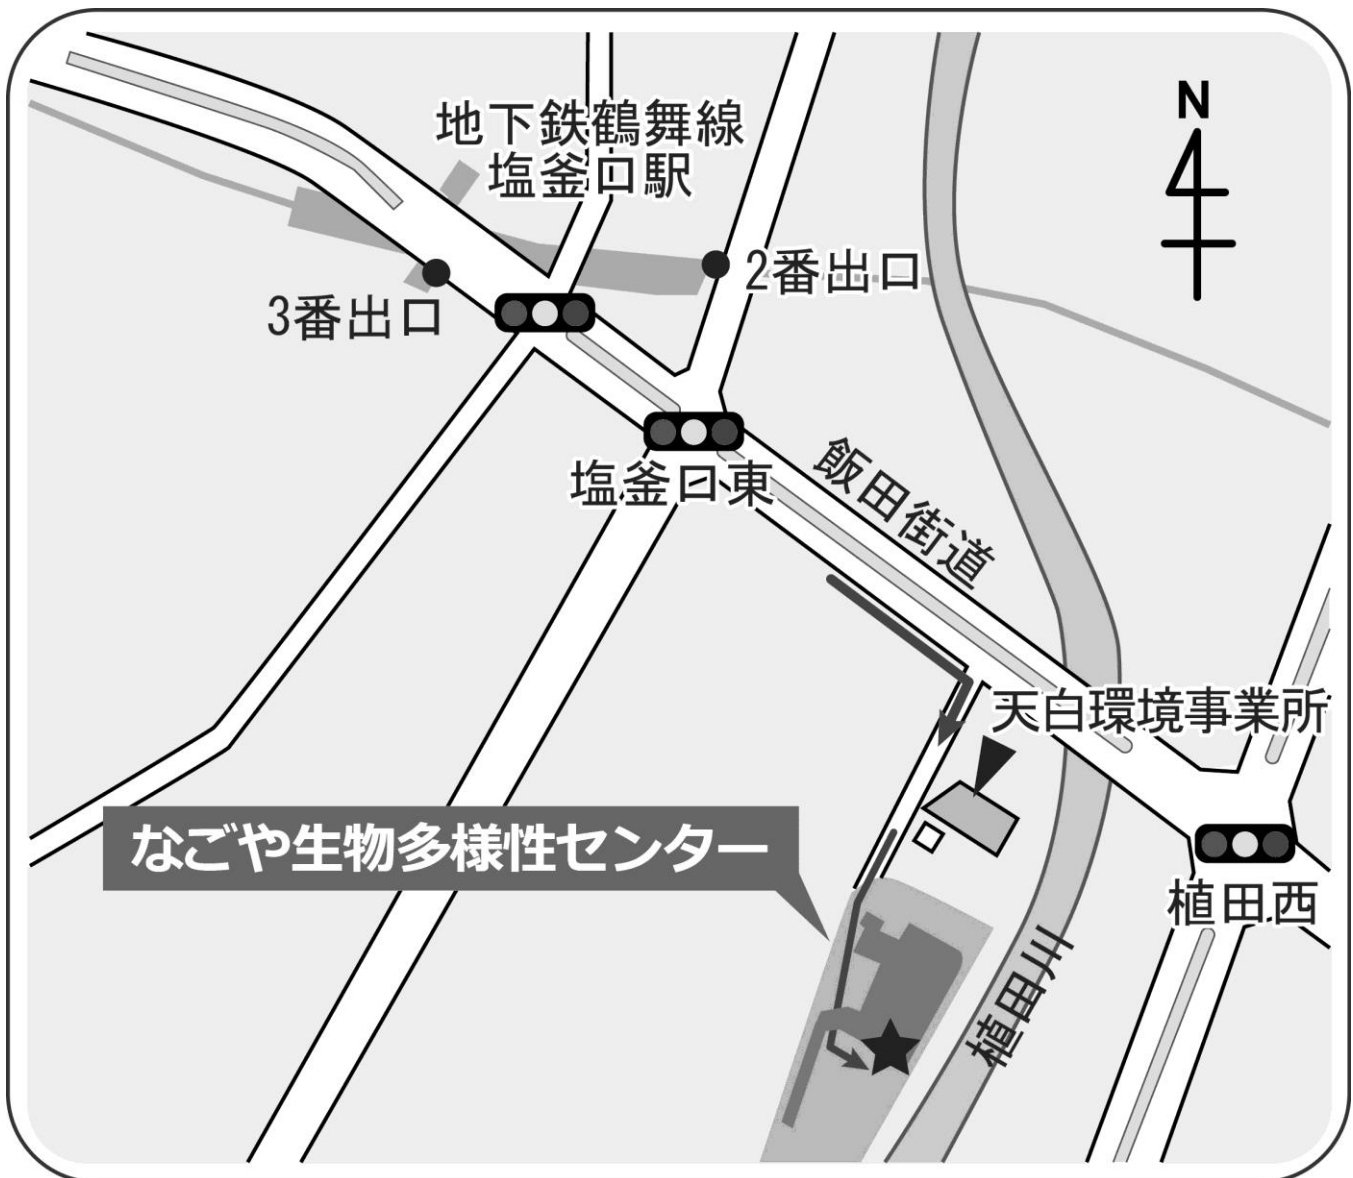 N
地下鉄鶴舞線
塩釜口駅
2番出口
3番出口
塩釜口東
飯田街道
天白環境事業所
なごや生物多様性センター
植田西
植田川